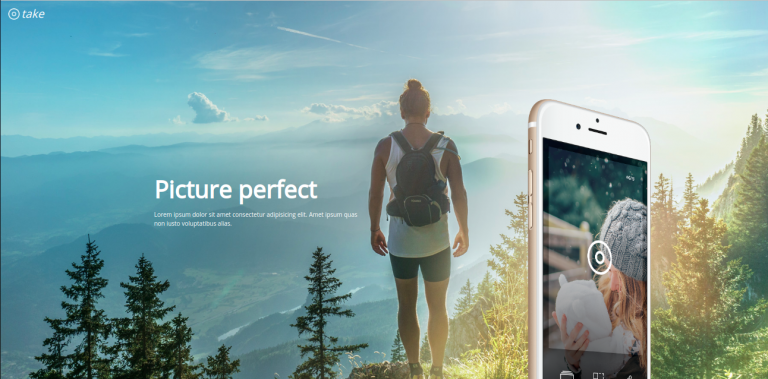 take
Picture perfect
Lorem ipsum dolor sit amet consectetur adipisicing elit. Amet ipsum quas
non iusto voluptatibus alias.